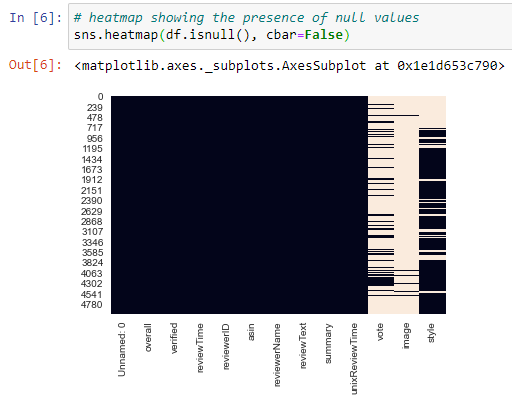 In [6]:
# heatmap showing the presence of null values
sns.heatmap(df.isnull(), cbar=False)
Out[6]:
<matplotlib.axes._subplots.AxesSubplot at 0x1e1d653c790>
0
239
478
717
956
1195
1434
1673
1912
2151
2390
2629
2868
3107
3346
3585
3824
4063
4302
4541
4780
Unnamed: 0
overall
verified
reviewTime
reviewerID
asin
reviewerName
reviewText
summary
unixReviewTime
vote
image
style